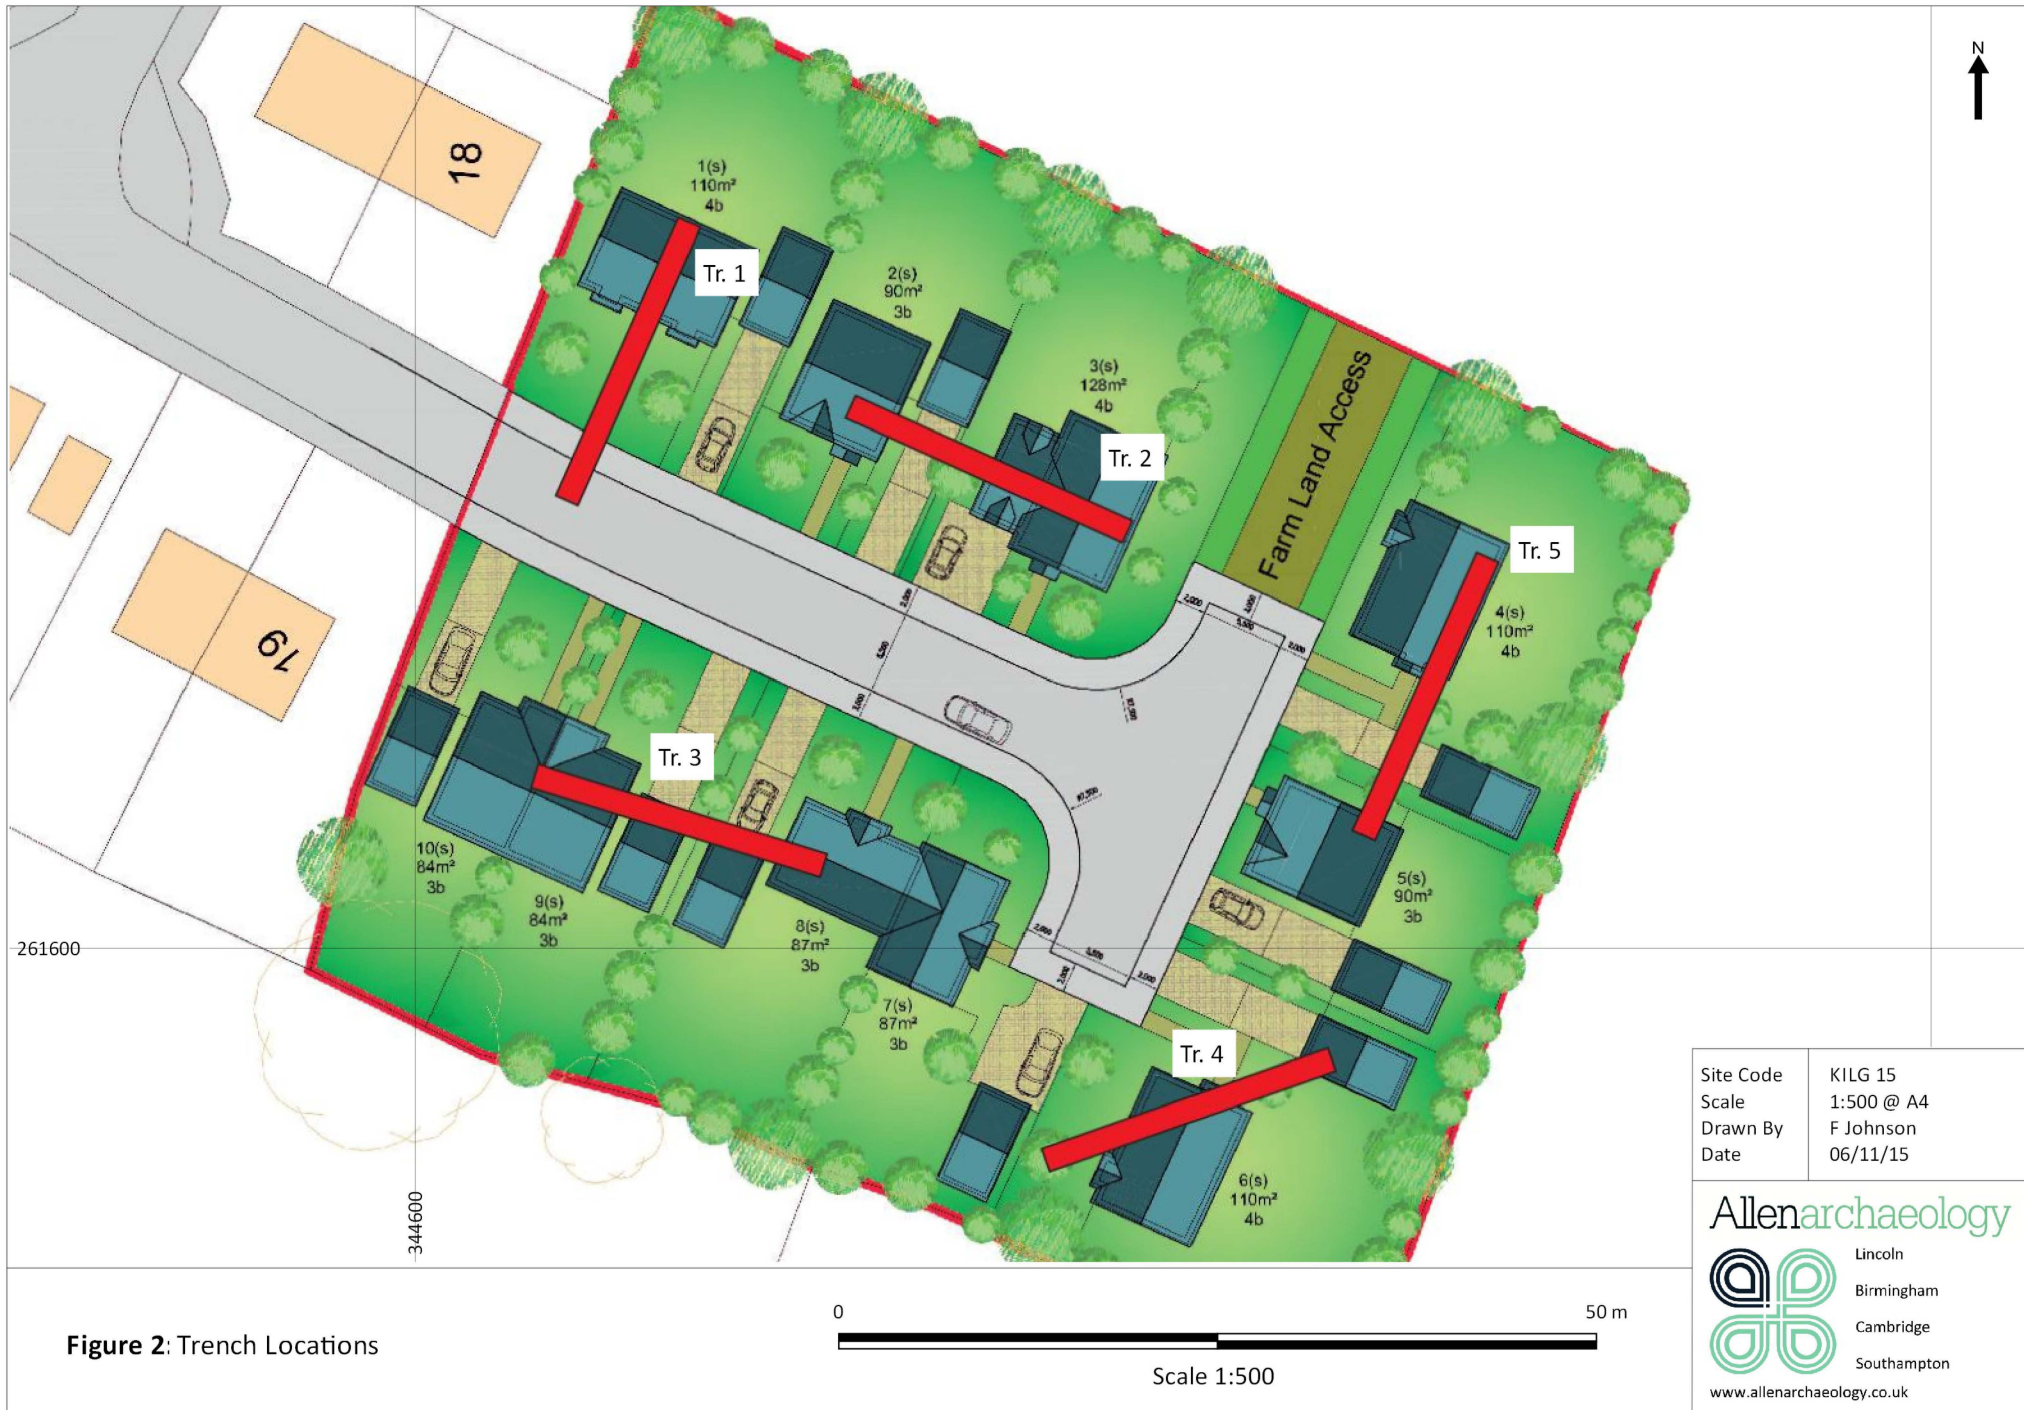 N
18
1(s)
110m²
4b
Tr. 1
2(s)
90m²
3b
3(s)
128m²
4b
Tr. 2
Farm Land Access
Tr. 5
4(s)
110m²
4b
19
Tr. 3
10(s)
84m²
3b
9(s)
84m²
3b
8(s)
87m²
3b
7(s)
87m²
3b
5(s)
90m²
3b
Tr. 4
6(s)
110m²
4b
261600
344600
Site Code KILG 15
Scale 1:500 @ A4
Drawn By F Johnson
Date 06/11/15
Allenarchaeology
Lincoln
Birmingham
Cambridge
Southampton
www.allenarchaeology.co.uk
Figure 2: Trench Locations
0 50 m
Scale 1:500